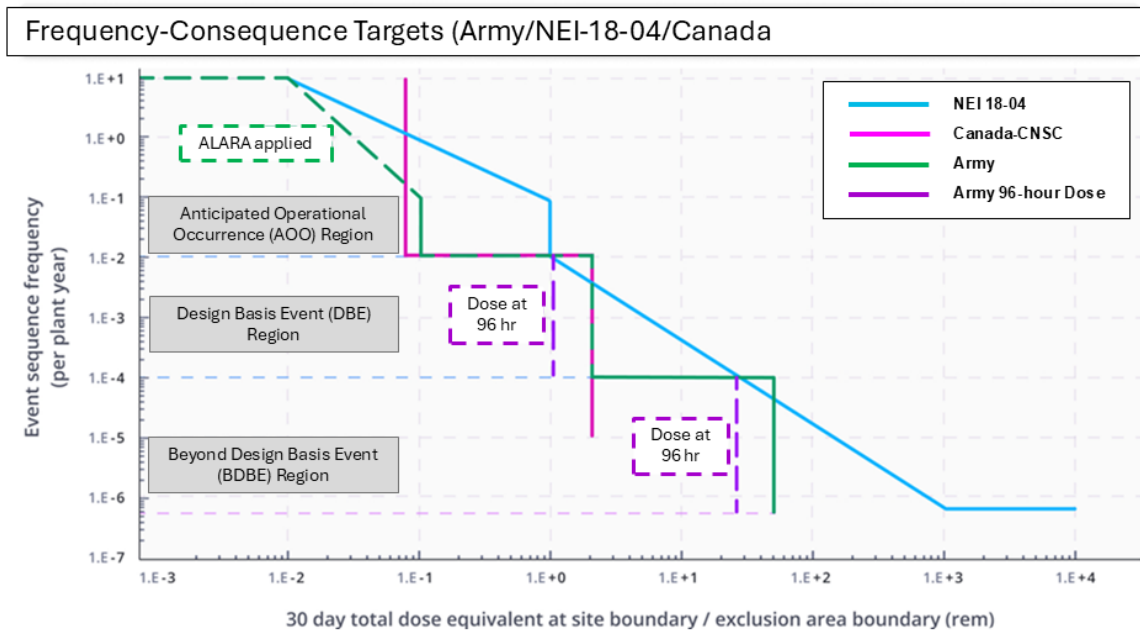 Frequency-Consequence Targets (Army/NEI-18-04/Canada
NEI 18-04
Canada-CNSC
Army
Army 96-hour Dose
Event sequence frequency
(per plant year)
1.E+1
1.E+0
1.E-1
1.E-2
1.E-3
1.E-4
1.E-5
1.E-6
1.E-7
ALARA applied
Anticipated Operational
Occurrence (AOO) Region
Design Basis Event (DBE)
Region
Dose at
96 hr
Beyond Design Basis Event
(BDBE) Region
Dose at
96 hr
1.E-3
1.E-2
1.E-1
1.E+0
1.E+1
1.E+2
1.E+3
1.E+4
30 day total dose equivalent at site boundary / exclusion area boundary (rem)